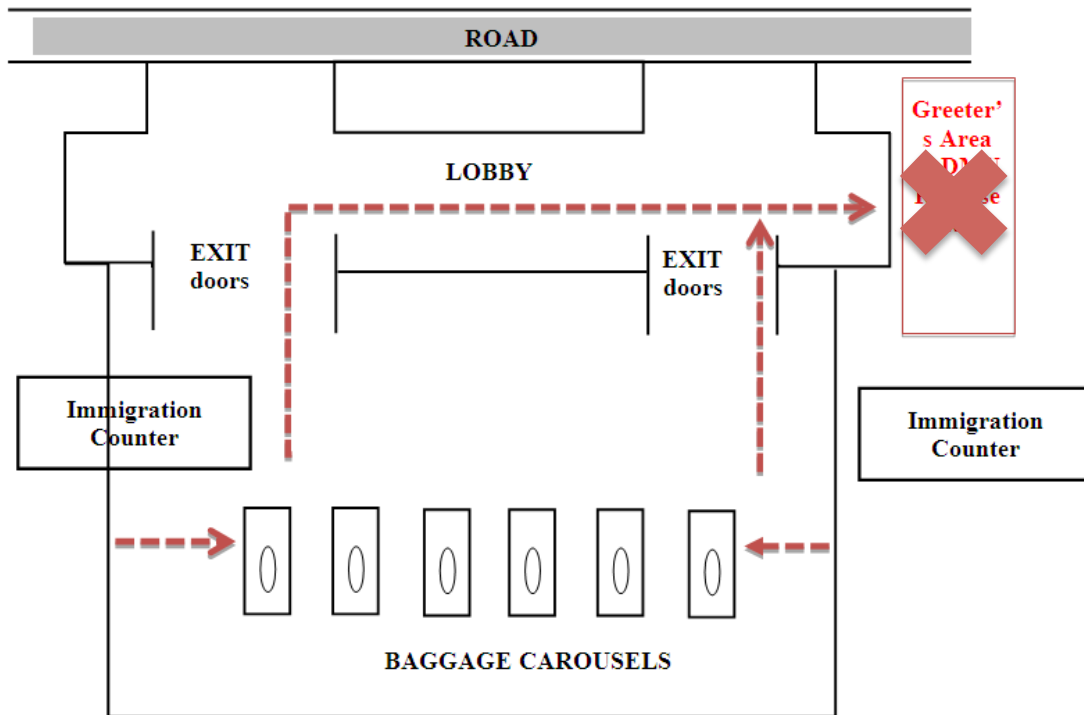 ROAD
Greeter'
s Area
LOBBY
EXIT
doors
EXIT
doors
Immigration
Counter
Immigration
Counter
BAGGAGE CAROUSELS